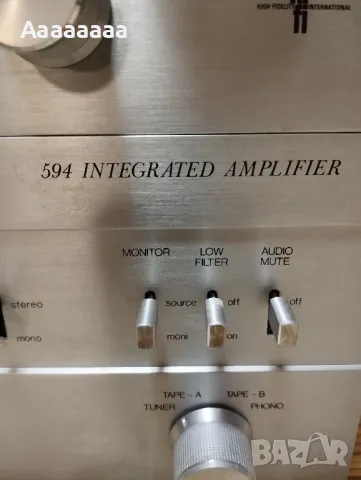 Aaaaaaaa
HIGH FIDELITY INTERNATIONAL
594 INTEGRATED AMPLIFIER
MONITOR LOW FILTER AUDIO MUTE
stereo source off off
mono moni on
TAPE - A TAPE - B
TUNER PHONO
BAZAR
bg